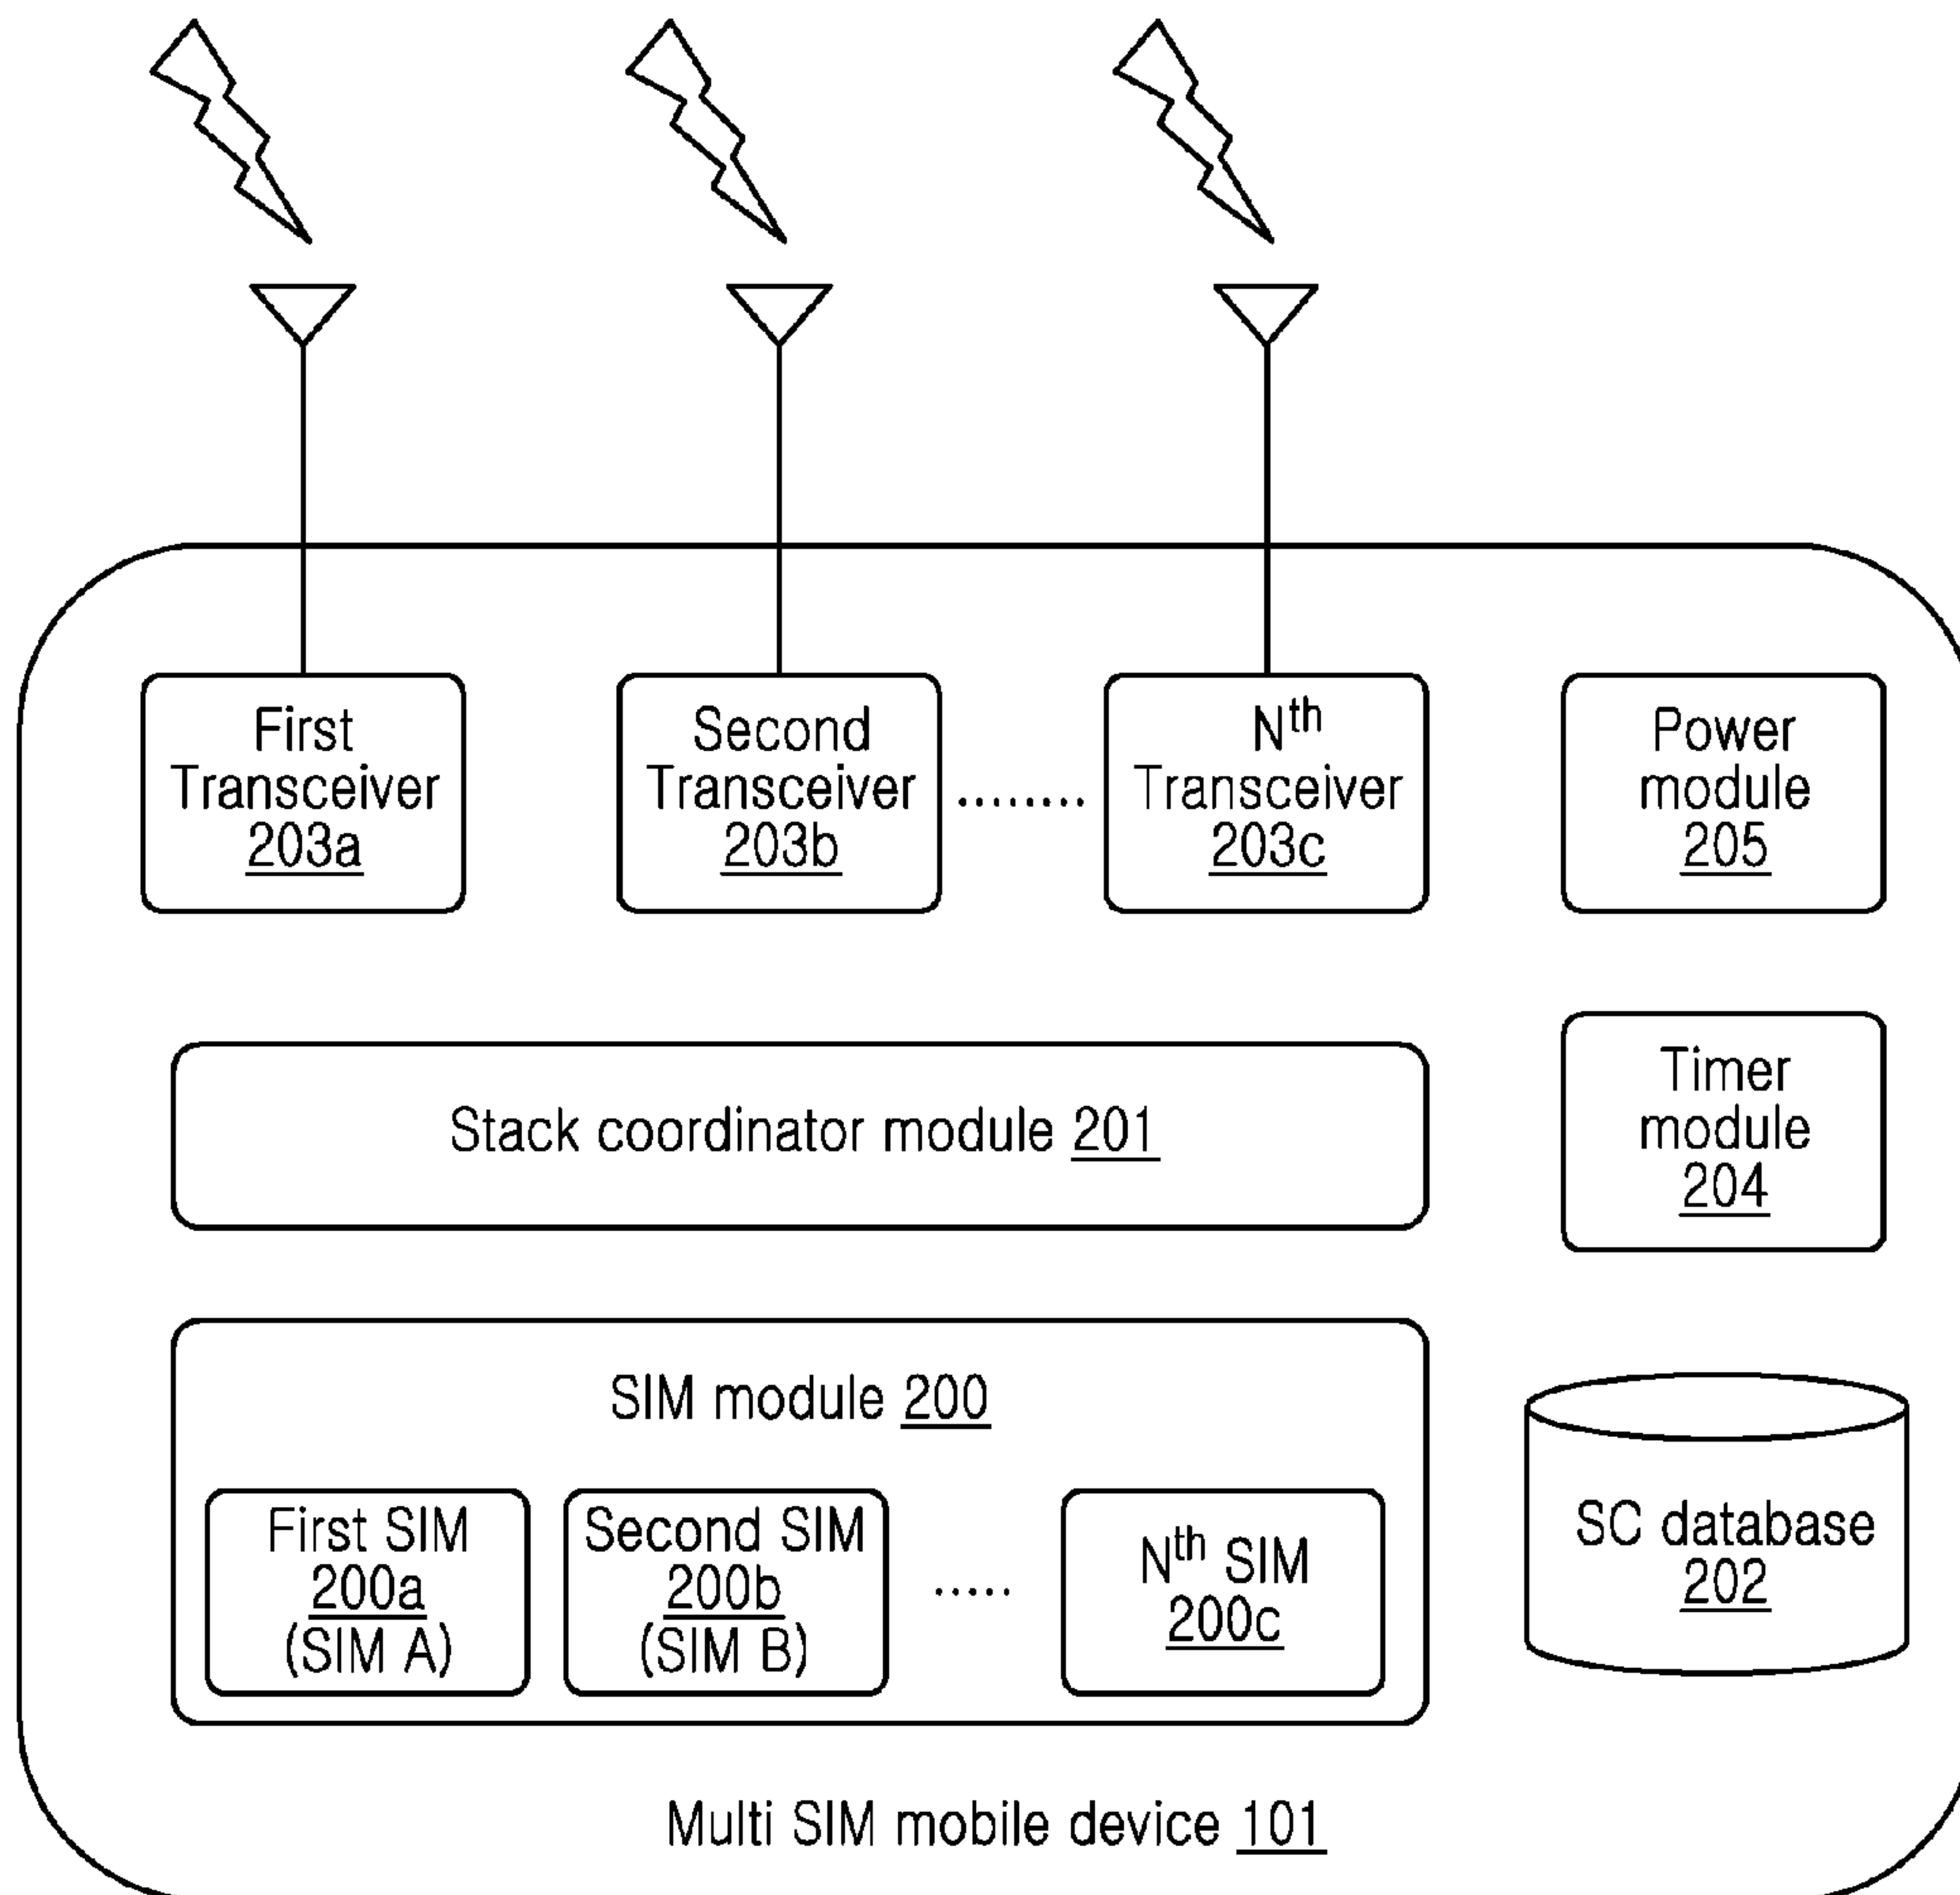 First
Transceiver
203a
Second
Transceiver
203b
........
Nth
Transceiver
203c
Power
module
205
Stack coordinator module 201
Timer
module
204
SIM module 200
First SIM
200a
(SIM A)
Second SIM
200b
(SIM B)
.....
Nth SIM
200c
SC database
202
Multi SIM mobile device 101